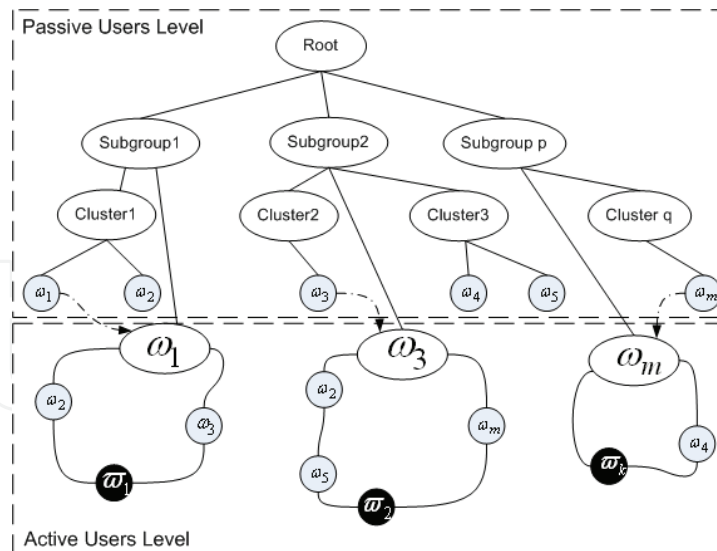 Passive Users Level
Root
Subgroup1
Subgroup2
Subgroup p
Cluster1
Cluster2
Cluster3
Cluster q
ω₁
ω₂
ω₃
ω₄
ω₅
ωₘ
ω₁
ω₃
ωₘ
ω₂
ω₃
ω₂
ωₘ
ω₄
ω₅
ϖ₁
ϖ₂
ϖₖ
Active Users Level